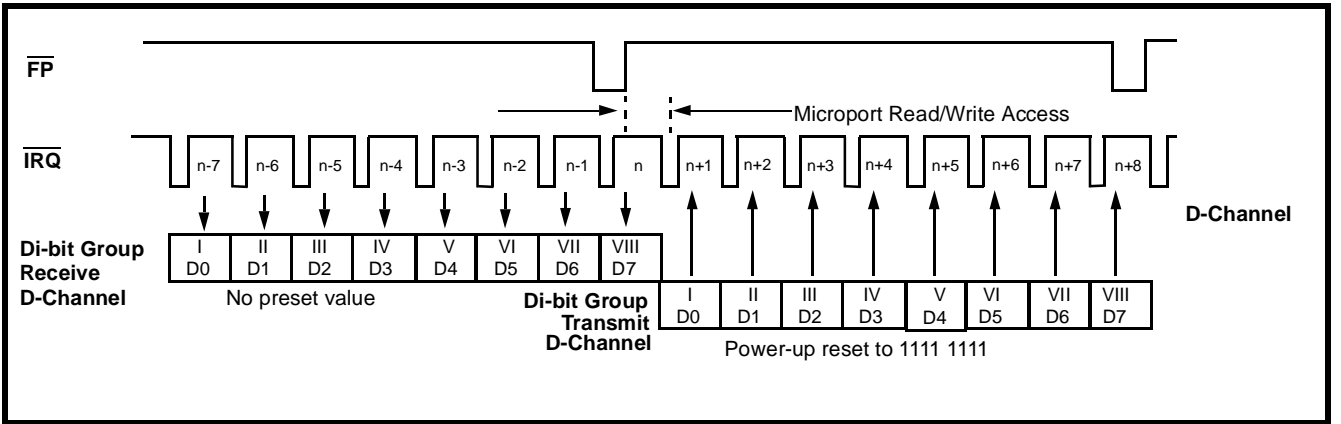 FP
Microport Read/Write Access
IRQ
n-7 n-6 n-5 n-4 n-3 n-2 n-1 n n+1 n+2 n+3 n+4 n+5 n+6 n+7 n+8
D-Channel
Di-bit Group
Receive
D-Channel
I II III IV V VI VII VIII
D0 D1 D2 D3 D4 D5 D6 D7
No preset value
Di-bit Group
Transmit
D-Channel
I II III IV V VI VII VIII
D0 D1 D2 D3 D4 D5 D6 D7
Power-up reset to 1111 1111